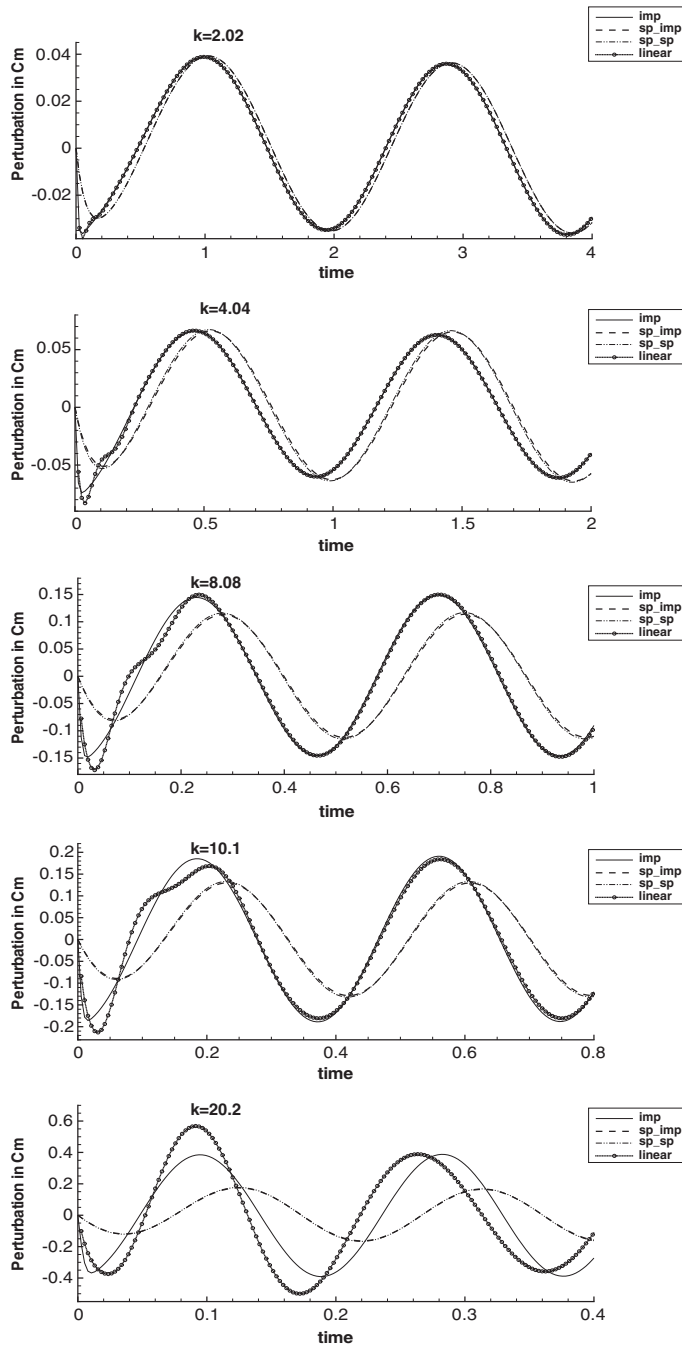 k=2.02
imp
sp_imp
sp_sp
linear
Perturbation in Cm
0.04
0.02
0
-0.02
0 1 2 3 4
time
k=4.04
imp
sp_imp
sp_sp
linear
Perturbation in Cm
0.05
0
-0.05
0 0.5 1 1.5 2
time
k=8.08
imp
sp_imp
sp_sp
linear
Perturbation in Cm
0.15
0.1
0.05
0
-0.05
-0.1
-0.15
0 0.2 0.4 0.6 0.8 1
time
k=10.1
imp
sp_imp
sp_sp
linear
Perturbation in Cm
0.2
0.15
0.1
0.05
0
-0.05
-0.1
-0.15
-0.2
0 0.2 0.4 0.6 0.8
time
k=20.2
imp
sp_imp
sp_sp
linear
Perturbation in Cm
0.6
0.4
0.2
0
-0.2
-0.4
0 0.1 0.2 0.3 0.4
time